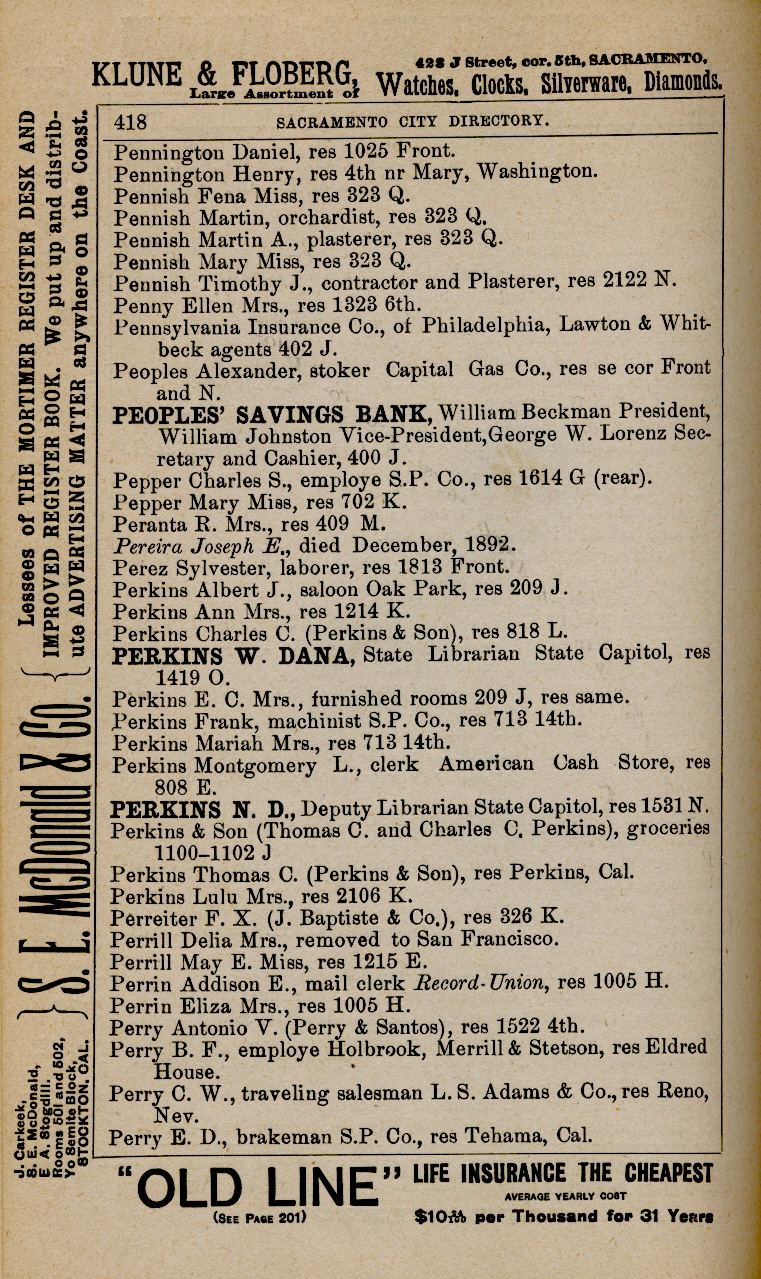 KLUNE & FLOBERG, 428 J Street, cor. 5th, SACRAMENTO,
Large Assortment of Watches, Clocks, Silverware, Diamonds.
418 SACRAMENTO CITY DIRECTORY.
Pennington Daniel, res 1025 Front.
Pennington Henry, res 4th nr Mary, Washington.
Pennish Fena Miss, res 323 Q.
Pennish Martin, orchardist, res 323 Q.
Pennish Martin A., plasterer, res 323 Q.
Pennish Mary Miss, res 323 Q.
Pennish Timothy J., contractor and Plasterer, res 2122 N.
Penny Ellen Mrs., res 1323 6th.
Pennsylvania Insurance Co., of Philadelphia, Lawton & Whit-
beck agents 402 J.
Peoples Alexander, stoker Capital Gas Co., res se cor Front
and N.
PEOPLES' SAVINGS BANK, William Beckman President,
William Johnston Vice-President, George W. Lorenz Sec-
retary and Cashier, 400 J.
Pepper Charles S., employe S.P. Co., res 1614 G (rear).
Pepper Mary Miss, res 702 K.
Peranta R. Mrs., res 409 M.
Pereira Joseph E., died December, 1892.
Perez Sylvester, laborer, res 1813 Front.
Perkins Albert J., saloon Oak Park, res 209 J.
Perkins Ann Mrs., res 1214 K.
Perkins Charles C. (Perkins & Son), res 818 L.
PERKINS W. DANA, State Librarian State Capitol, res
1419 O.
Perkins E. C. Mrs., furnished rooms 209 J, res same.
Perkins Frank, machinist S.P. Co., res 713 14th.
Perkins Mariah Mrs., res 713 14th.
Perkins Montgomery L., clerk American Cash Store, res
808 E.
PERKINS N. D., Deputy Librarian State Capitol, res 1531 N.
Perkins & Son (Thomas C. and Charles C. Perkins), groceries
1100–1102 J
Perkins Thomas C. (Perkins & Son), res Perkins, Cal.
Perkins Lulu Mrs., res 2106 K.
Perreiter F. X. (J. Baptiste & Co.), res 326 K.
Perrill Delia Mrs., removed to San Francisco.
Perrill May E. Miss, res 1215 E.
Perrin Addison E., mail clerk Record-Union, res 1005 H.
Perrin Eliza Mrs., res 1005 H.
Perry Antonio V. (Perry & Santos), res 1522 4th.
Perry B. F., employe Holbrook, Merrill & Stetson, res Eldred
House.
Perry C. W., traveling salesman L. S. Adams & Co., res Reno,
Nev.
Perry E. D., brakeman S.P. Co., res Tehama, Cal.
J. Carkeek,
S. E. McDonald,
E. A. Stogdill.
Rooms 501 and 502,
Yo Semite Block,
STOCKTON, CAL.
S. E. McDonald & Co.
Lessees of THE MORTIMER REGISTER DESK AND
IMPROVED REGISTER BOOK. We put up and distrib-
ute ADVERTISING MATTER anywhere on the Coast.
"OLD LINE" LIFE INSURANCE THE CHEAPEST
AVERAGE YEARLY COST
(SEE PAGE 201) per Thousand for 31 Years